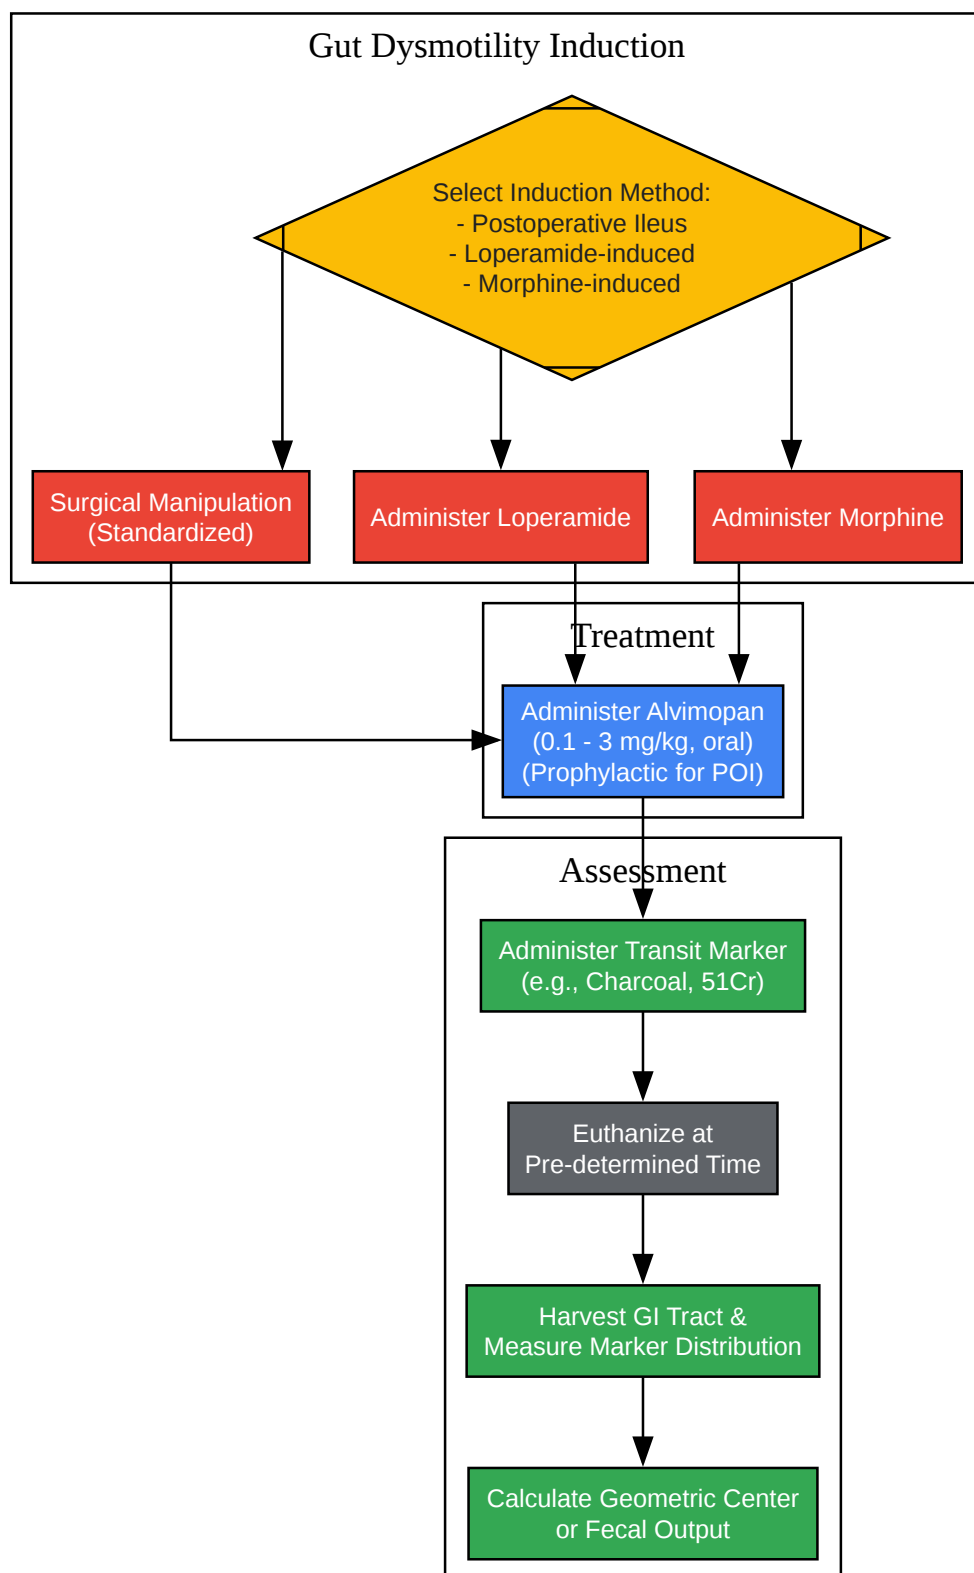 Gut Dysmotility Induction
Select Induction Method:
- Postoperative Ileus
- Loperamide-induced
- Morphine-induced
Surgical Manipulation
(Standardized)
Administer Loperamide
Administer Morphine
Treatment
Administer Alvimopan
(0.1 - 3 mg/kg, oral)
(Prophylactic for POI)
Assessment
Administer Transit Marker
(e.g., Charcoal, 51Cr)
Euthanize at
Pre-determined Time
Harvest GI Tract &
Measure Marker Distribution
Calculate Geometric Center
or Fecal Output